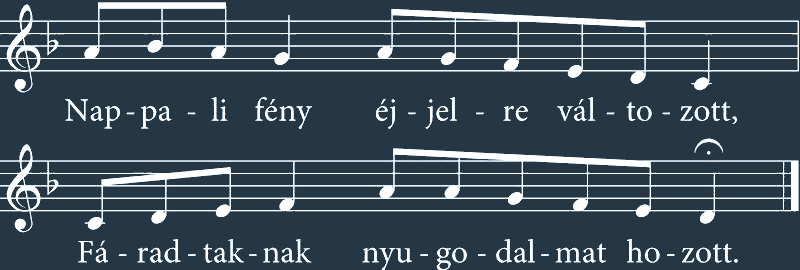 Nap - pa - li fény éj - jel - re vál - to - zott,
Fá - rad - tak - nak nyu - go - dal - mat ho - zott.